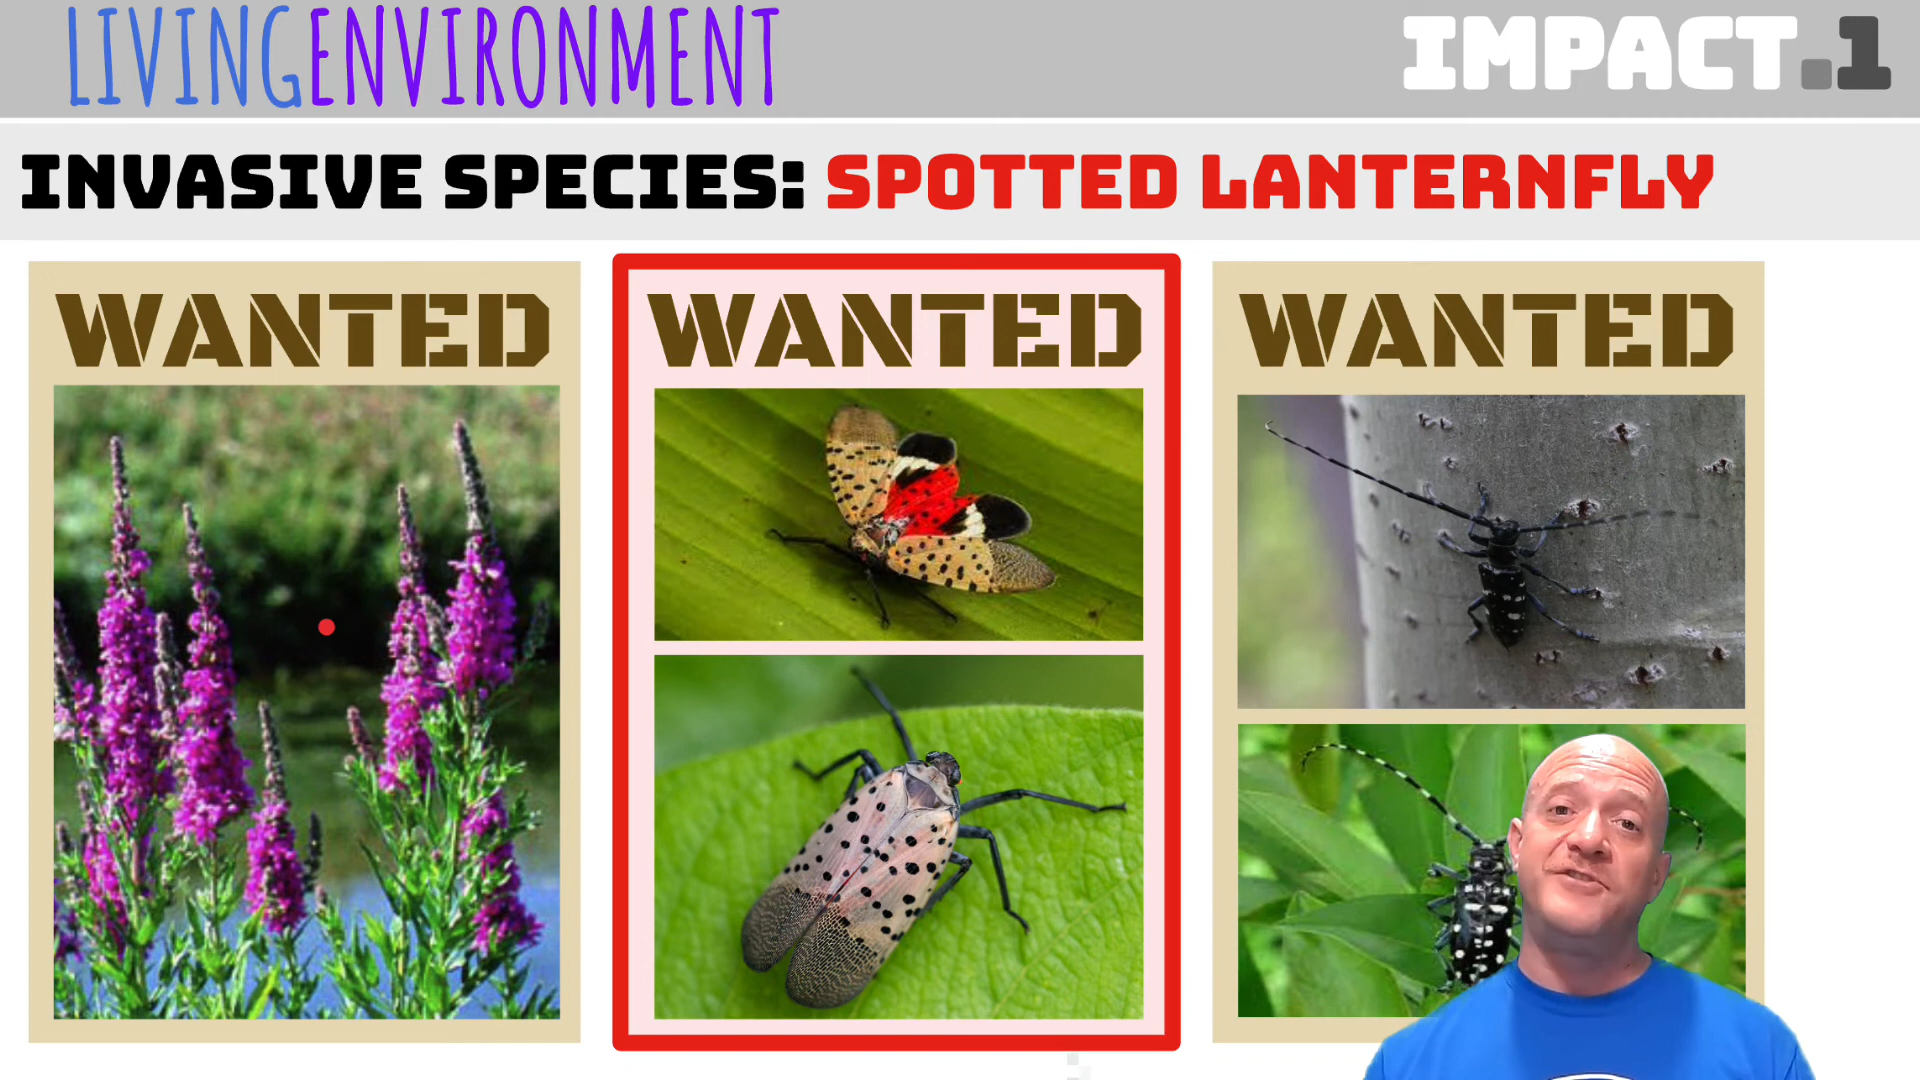 LIVINGENVIRONMENT
IMPACT.1
INVASIVE SPECIES: SPOTTED LANTERNFLY
WANTED
WANTED
WANTED